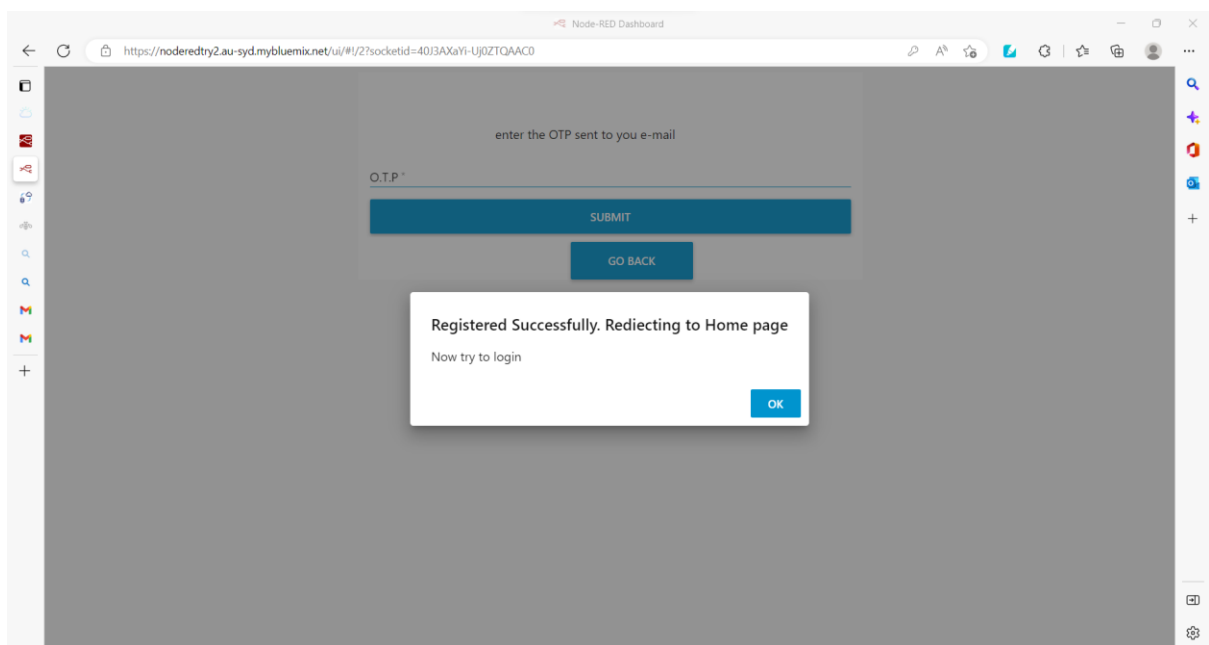 Node-RED Dashboard
https://noderedtry2.au-syd.mybluemix.net/ui/#!/2?socketid=40J3AXaYi-Uj0ZTQAAC0
enter the OTP sent to you e-mail
O.T.P *
SUBMIT
GO BACK
Registered Successfully. Rediecting to Home page
Now try to login
OK